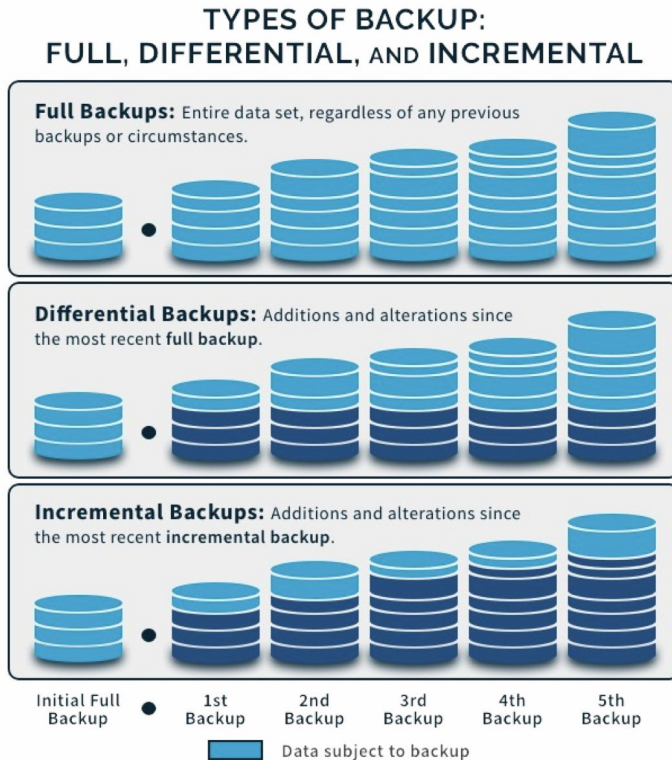 TYPES OF BACKUP:
FULL, DIFFERENTIAL, AND INCREMENTAL
Full Backups: Entire data set, regardless of any previous
backups or circumstances.
Differential Backups: Additions and alterations since
the most recent full backup.
Incremental Backups: Additions and alterations since
the most recent incremental backup.
Initial Full
Backup
1st
Backup
2nd
Backup
3rd
Backup
4th
Backup
5th
Backup
Data subject to backup